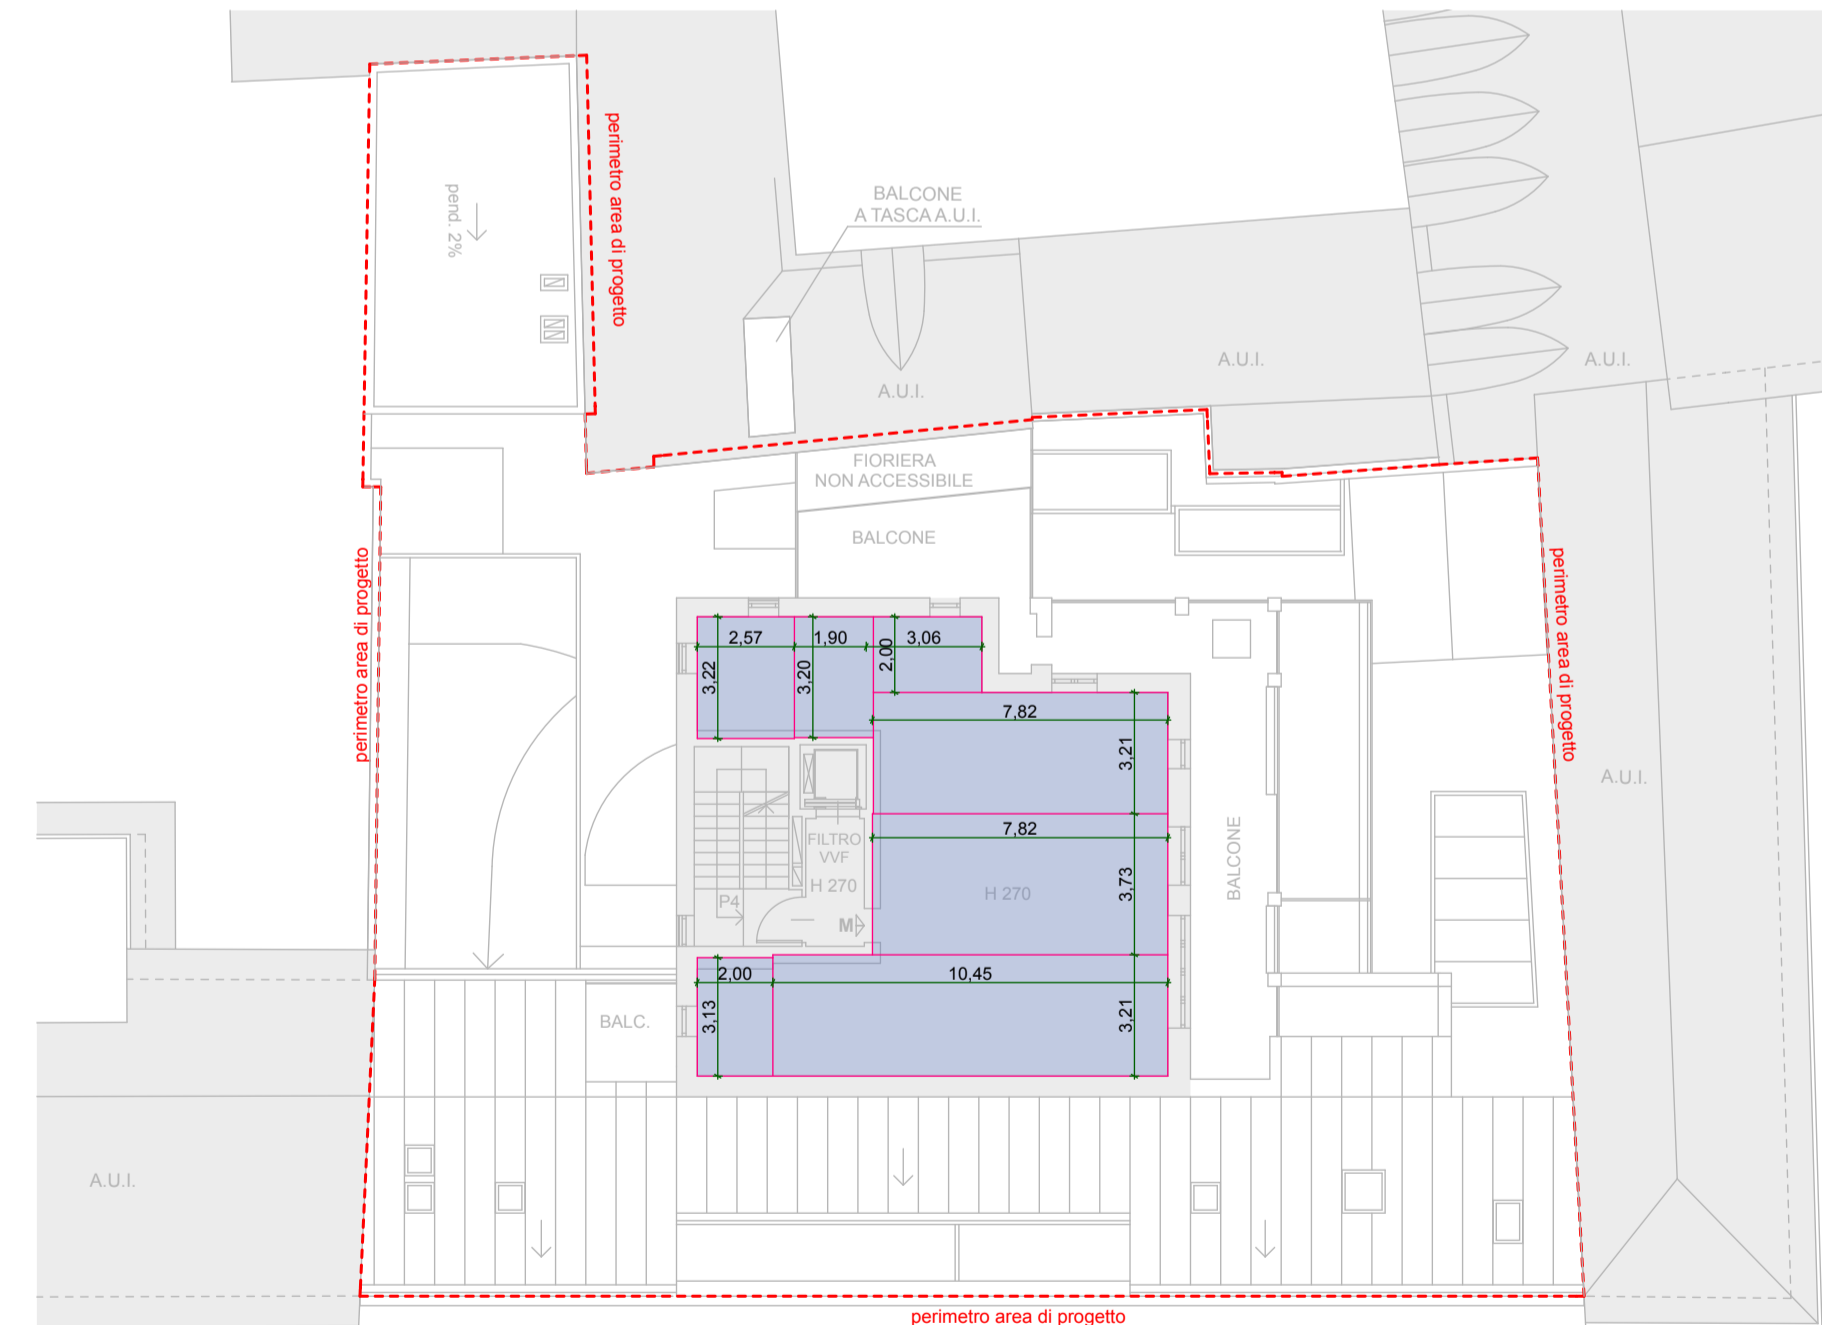 perimetro area di progetto
pend. 2%
BALCONE
A TASCA A.U.I.
A.U.I.
A.U.I.
A.U.I.
FIORIERA
NON ACCESSIBILE
BALCONE
perimetro area di progetto
perimetro area di progetto
2,57
1,90
3,06
3,22
3,20
2,00
7,82
3,21
A.U.I.
7,82
FILTRO
VVF
H 270
H 270
3,73
BALCONE
P4
M
2,00
10,45
3,13
3,21
BALC.
A.U.I.
perimetro area di progetto